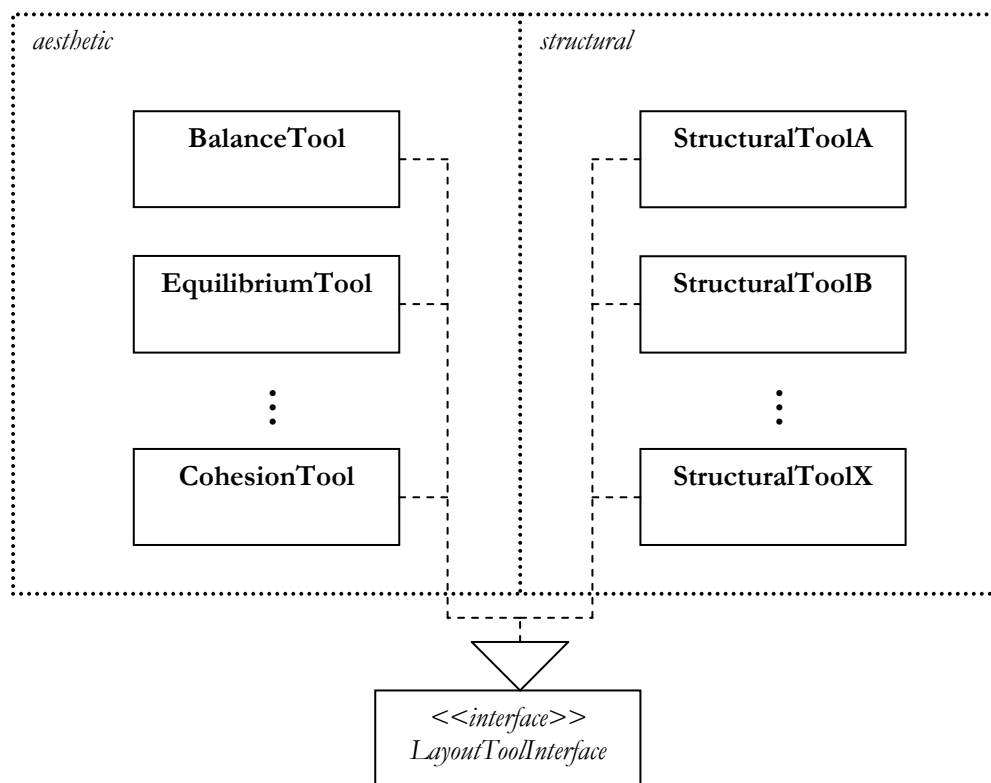 aesthetic
structural
BalanceTool
StructuralToolA
EquilibriumTool
StructuralToolB
CohesionTool
StructuralToolX
<<interface>>
LayoutToolInterface